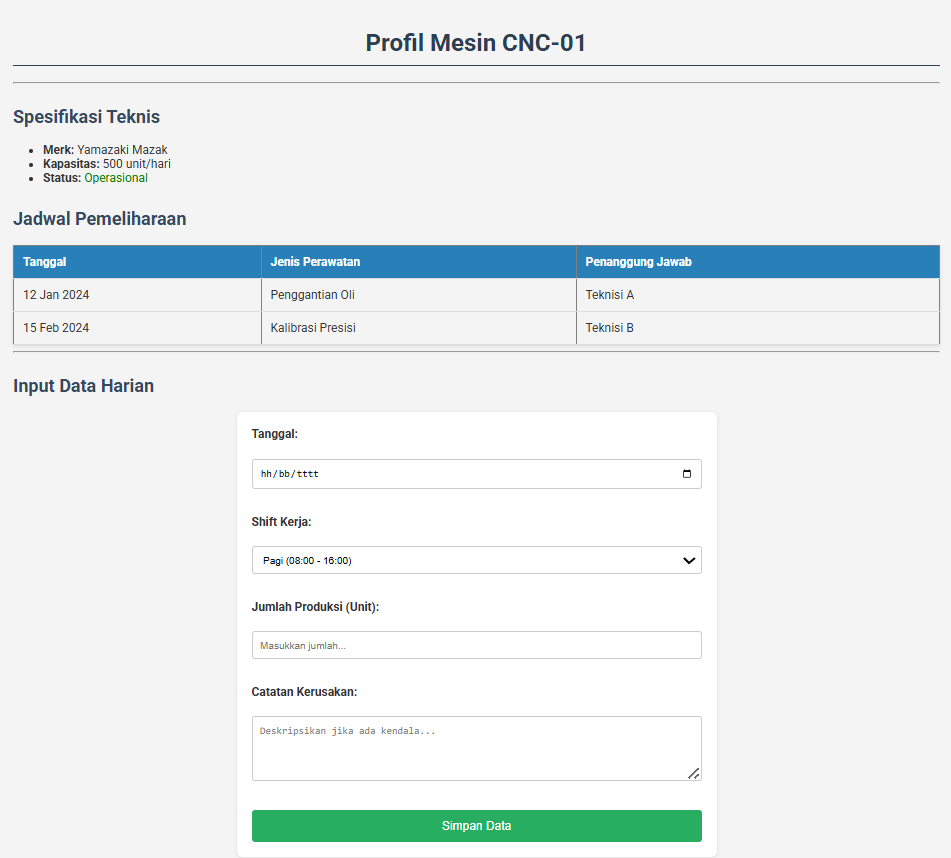 Profil Mesin CNC-01
Spesifikasi Teknis
Merk: Yamazaki Mazak
Kapasitas: 500 unit/hari
Status: Operasional
Jadwal Pemeliharaan
Tanggal Jenis Perawatan Penanggung Jawab
12 Jan 2024 Penggantian Oli Teknisi A
15 Feb 2024 Kalibrasi Presisi Teknisi B
Input Data Harian
Tanggal:
hh/bb/tttt
Shift Kerja:
Pagi (08:00 - 16:00)
Jumlah Produksi (Unit):
Masukkan jumlah...
Catatan Kerusakan:
Deskripsikan jika ada kendala...
Simpan Data